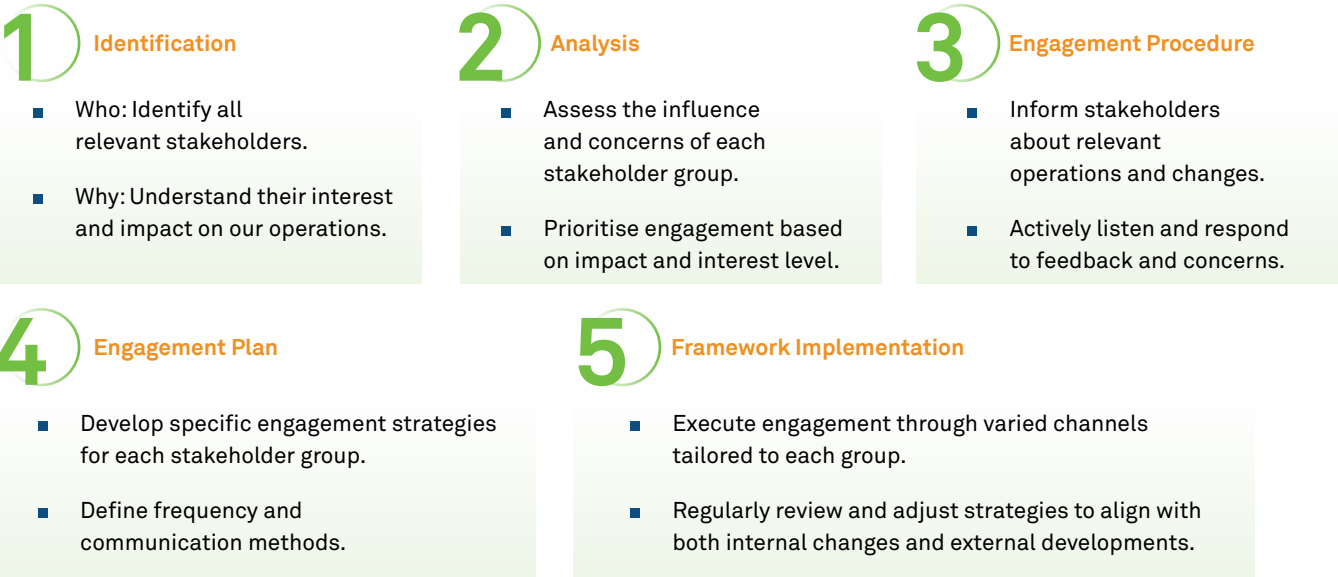 1 Identification
Who: Identify all
relevant stakeholders.
Why: Understand their interest
and impact on our operations.
2 Analysis
Assess the influence
and concerns of each
stakeholder group.
Prioritise engagement based
on impact and interest level.
3 Engagement Procedure
Inform stakeholders
about relevant
operations and changes.
Actively listen and respond
to feedback and concerns.
4 Engagement Plan
Develop specific engagement strategies
for each stakeholder group.
Define frequency and
communication methods.
5 Framework Implementation
Execute engagement through varied channels
tailored to each group.
Regularly review and adjust strategies to align with
both internal changes and external developments.